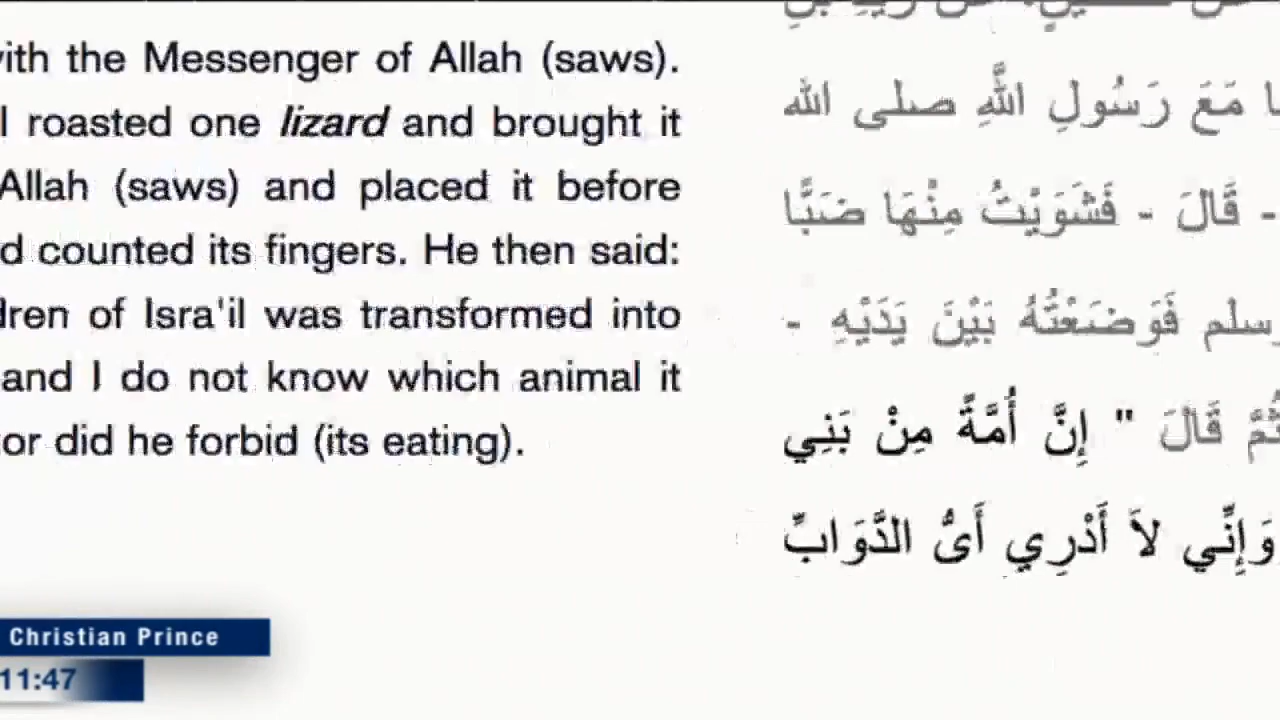 with the Messenger of Allah (saws).
I roasted one lizard and brought it
Allah (saws) and placed it before
d counted its fingers. He then said:
dren of Isra'il was transformed into
and I do not know which animal it
or did he forbid (its eating).
مَعَ رَسُولِ اللَّهِ صلى الله
- قَالَ - فَشَوَيْتُ مِنْهَا ضَبًّا
وسلم فَوَضَعْتُهُ بَيْنَ يَدَيْهِ -
ثُمَّ قَالَ " إِنَّ أُمَّةً مِنْ بَنِي
وَإِنِّي لاَ أَدْرِي أَىُّ الدَّوَابِّ
Christian Prince
11:47